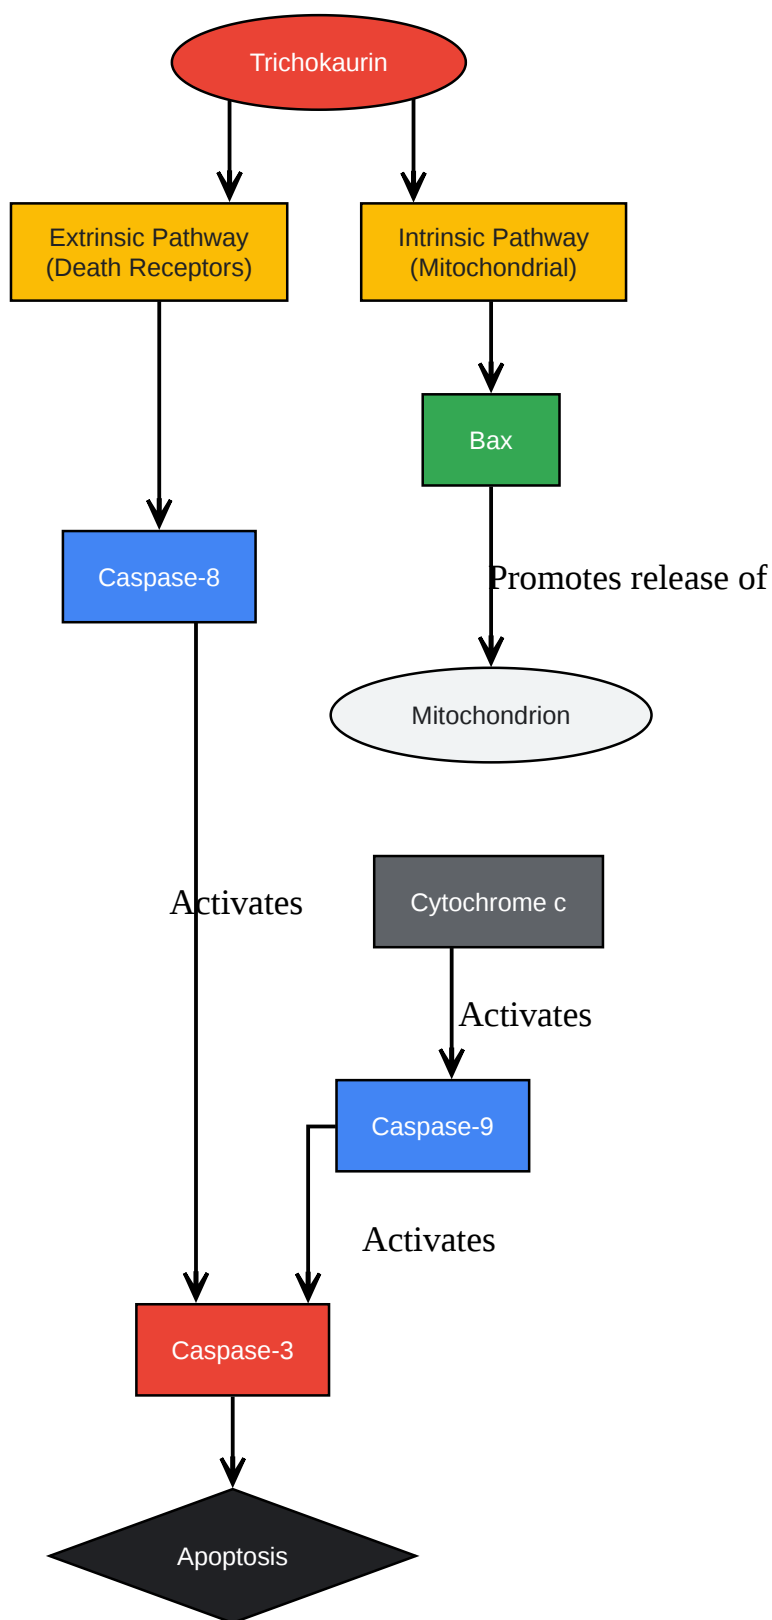 Trichokaurin
Extrinsic Pathway
(Death Receptors)
Intrinsic Pathway
(Mitochondrial)
Bax
Caspase-8
Promotes release of
Mitochondrion
Activates
Cytochrome c
Activates
Caspase-9
Activates
Caspase-3
Apoptosis